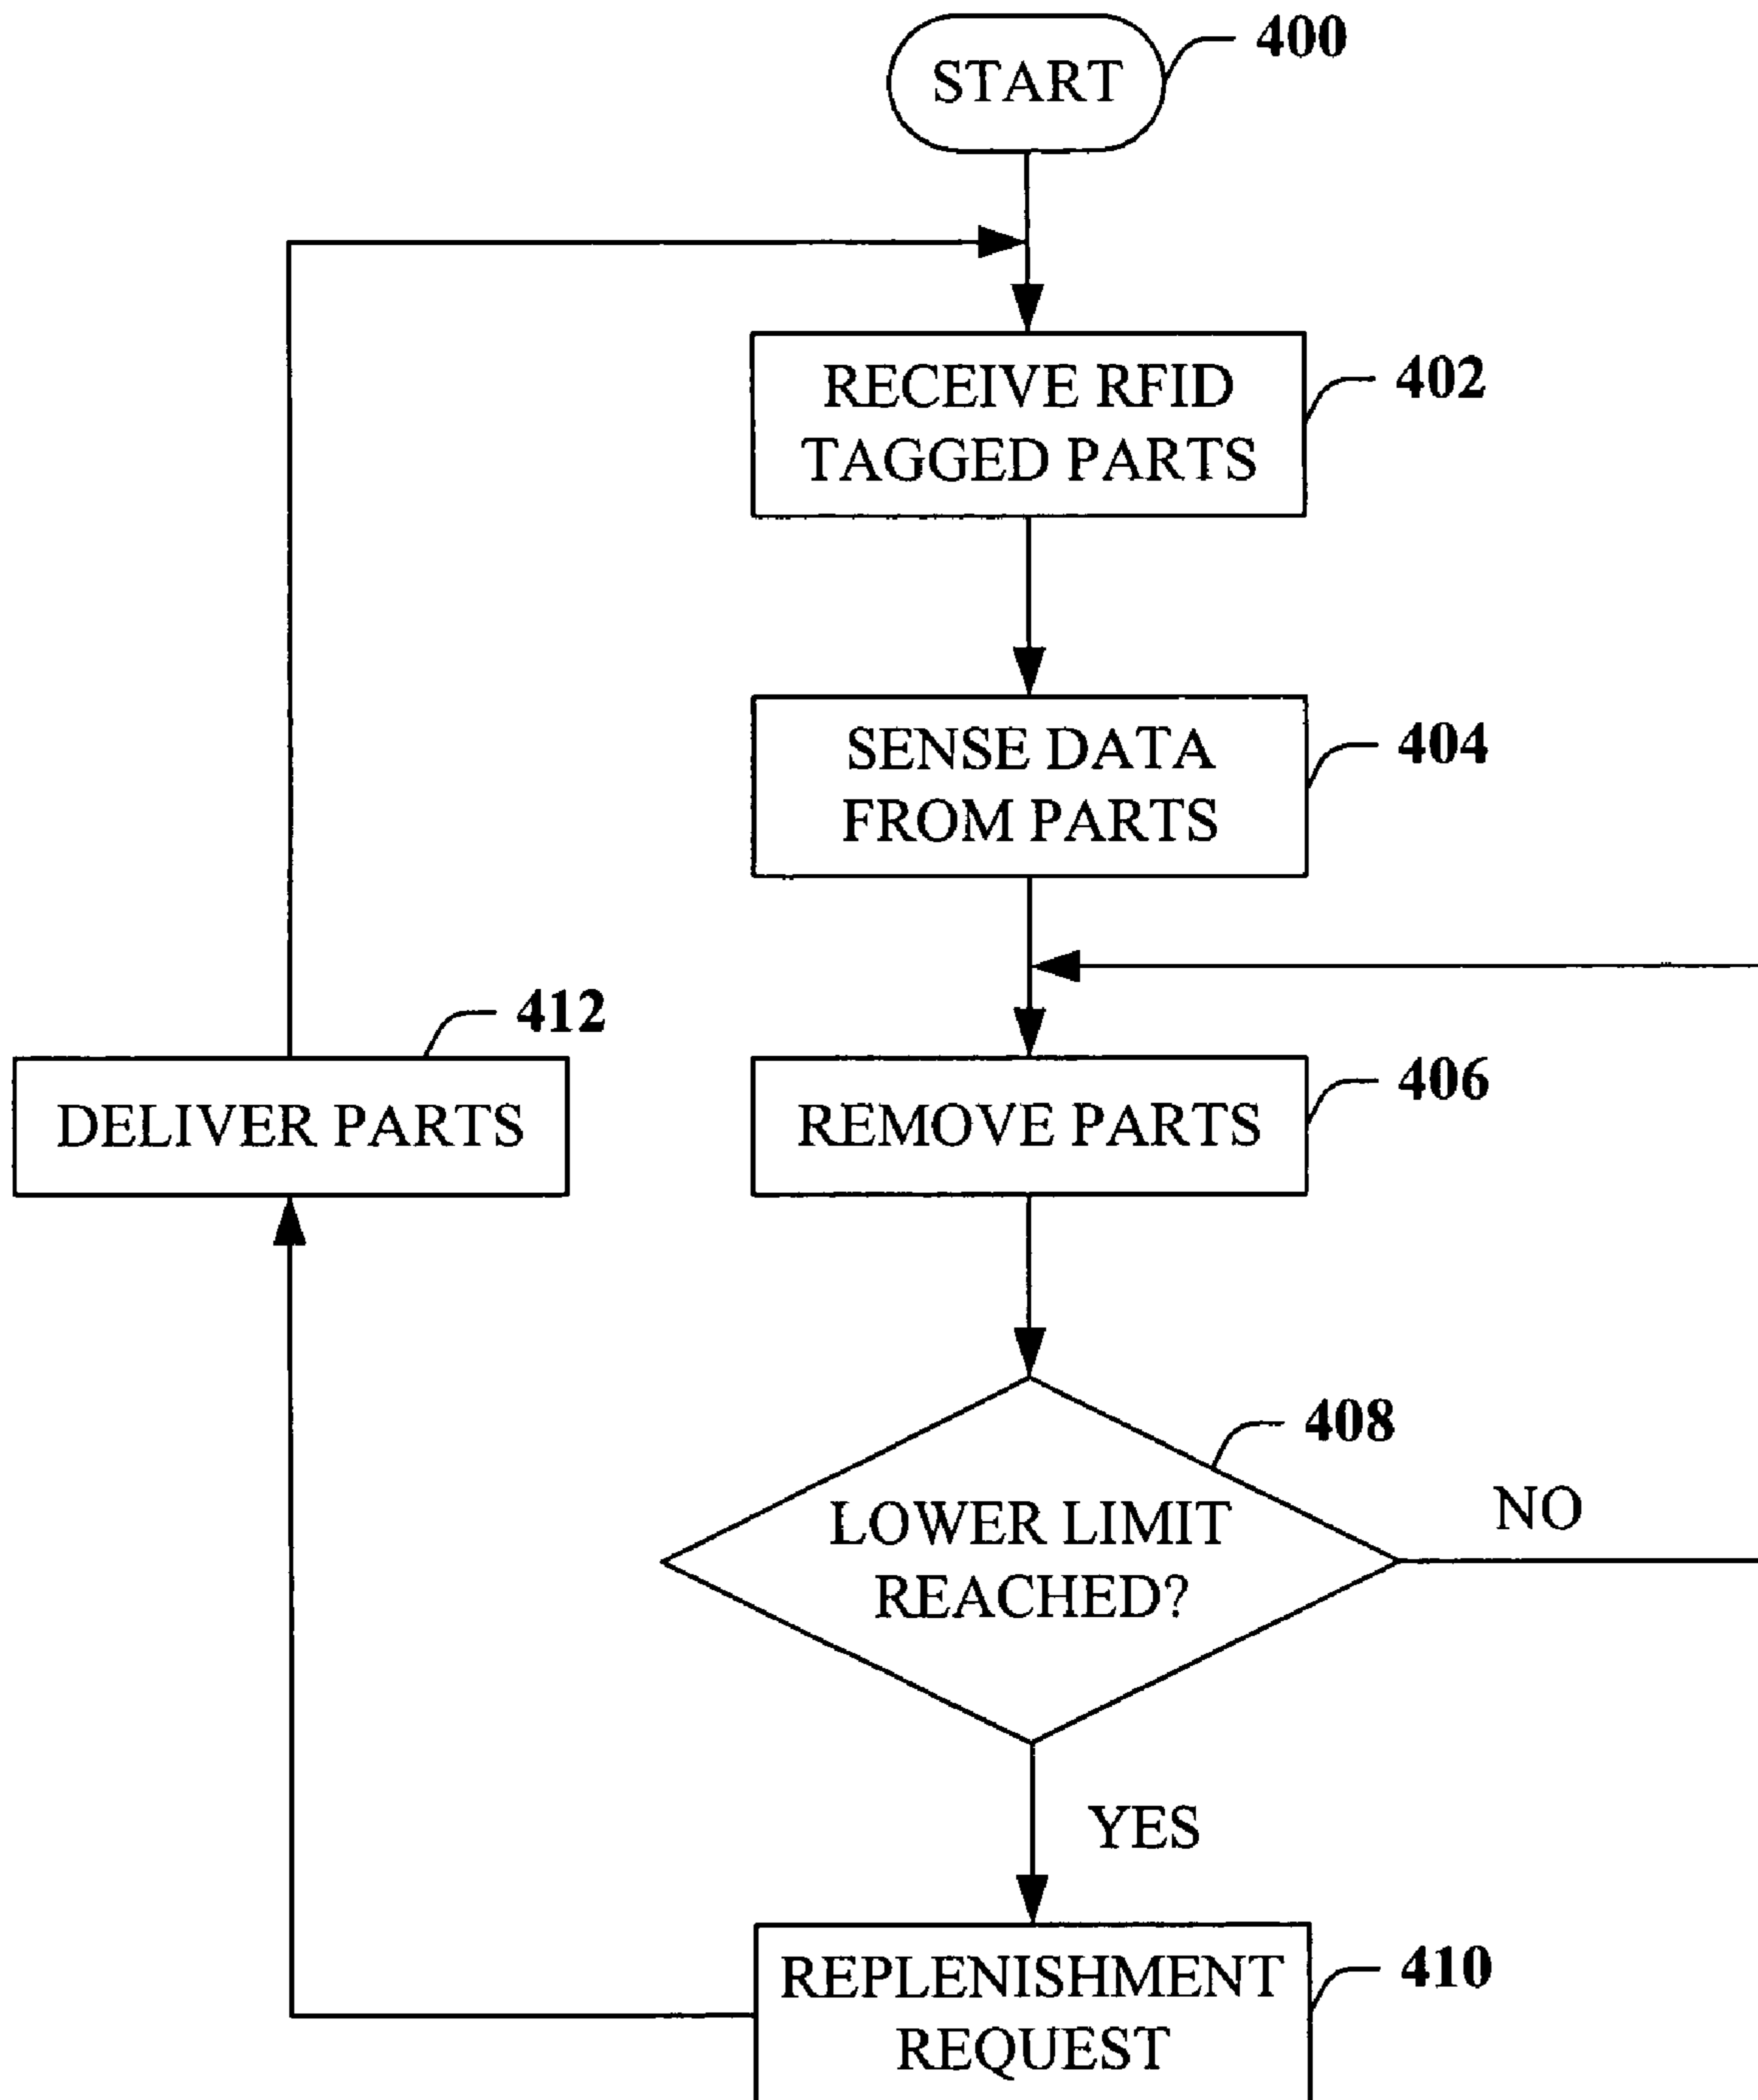 START
400
RECEIVE RFID
TAGGED PARTS
402
SENSE DATA
FROM PARTS
404
412
DELIVER PARTS
REMOVE PARTS
406
LOWER LIMIT
REACHED?
408
NO
YES
REPLENISHMENT
REQUEST
410